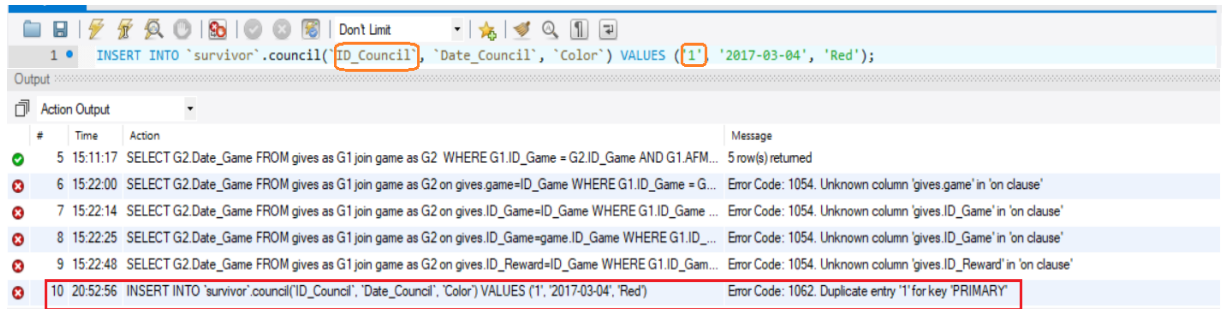 Don't Limit
1 INSERT INTO `survivor`.council(`ID_Council`, `Date_Council`, `Color`) VALUES ('1', '2017-03-04', 'Red');
Output
Action Output
# Time Action Message
5 15:11:17 SELECT G2.Date_Game FROM gives as G1 join game as G2 WHERE G1.ID_Game = G2.ID_Game AND G1.AFM... 5 row(s) returned
6 15:22:00 SELECT G2.Date_Game FROM gives as G1 join game as G2 on gives.game=ID_Game WHERE G1.ID_Game = G... Error Code: 1054. Unknown column 'gives.game' in 'on clause'
7 15:22:14 SELECT G2.Date_Game FROM gives as G1 join game as G2 on gives.ID_Game=ID_Game WHERE G1.ID_Game ... Error Code: 1054. Unknown column 'gives.ID_Game' in 'on clause'
8 15:22:25 SELECT G2.Date_Game FROM gives as G1 join game as G2 on gives.ID_Game=game.ID_Game WHERE G1.ID_... Error Code: 1054. Unknown column 'gives.ID_Game' in 'on clause'
9 15:22:48 SELECT G2.Date_Game FROM gives as G1 join game as G2 on gives.ID_Reward=ID_Game WHERE G1.ID_Gam... Error Code: 1054. Unknown column 'gives.ID_Reward' in 'on clause'
10 20:52:56 INSERT INTO `survivor`.council(`ID_Council`, `Date_Council`, `Color`) VALUES ('1', '2017-03-04', 'Red') Error Code: 1062. Duplicate entry '1' for key 'PRIMARY'